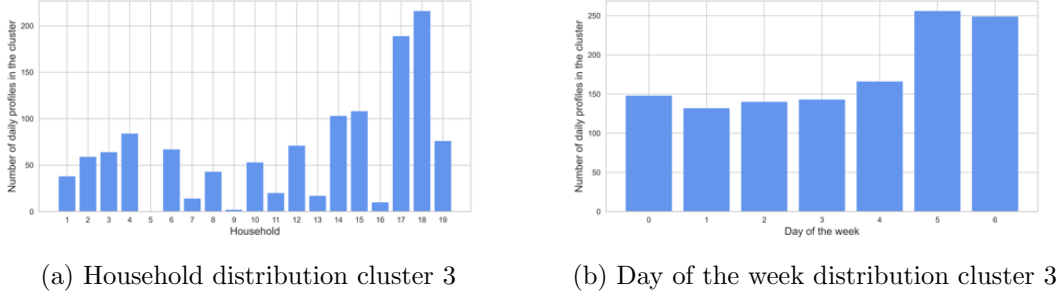 Number of daily profiles in the cluster
200
150
100
50
0
1 2 3 4 5 6 7 8 9 10 11 12 13 14 15 16 17 18 19
Household
(a) Household distribution cluster 3
Number of daily profiles in the cluster
250
200
150
100
50
0
0 1 2 3 4 5 6
Day of the week
(b) Day of the week distribution cluster 3